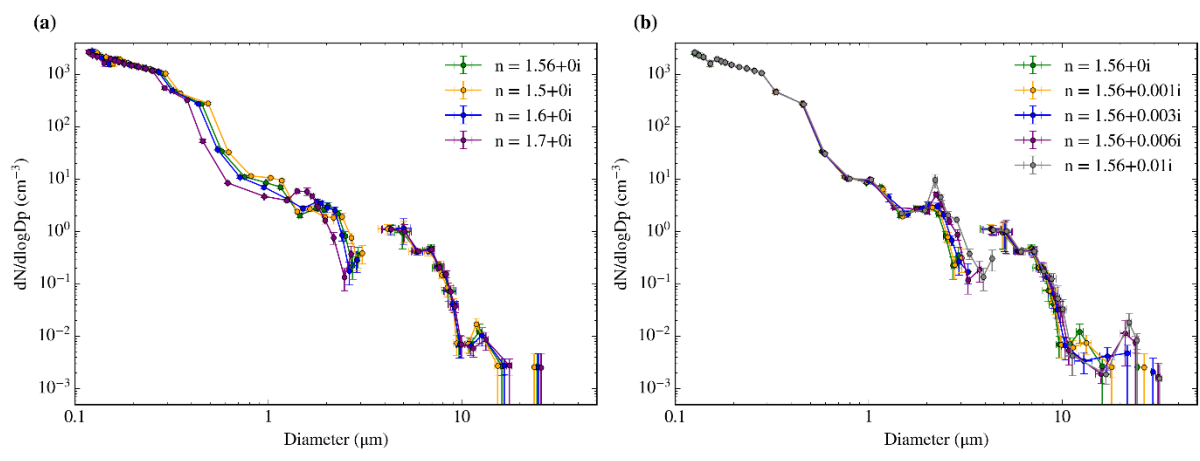 (a)
10³
10²
10¹
10⁰
10⁻¹
10⁻²
10⁻³
dN/dlogDp (cm⁻³)
n = 1.56+0i
n = 1.5+0i
n = 1.6+0i
n = 1.7+0i
0.1
1
10
Diameter (μm)
(b)
10³
10²
10¹
10⁰
10⁻¹
10⁻²
10⁻³
dN/dlogDp (cm⁻³)
n = 1.56+0i
n = 1.56+0.001i
n = 1.56+0.003i
n = 1.56+0.006i
n = 1.56+0.01i
0.1
1
10
Diameter (μm)